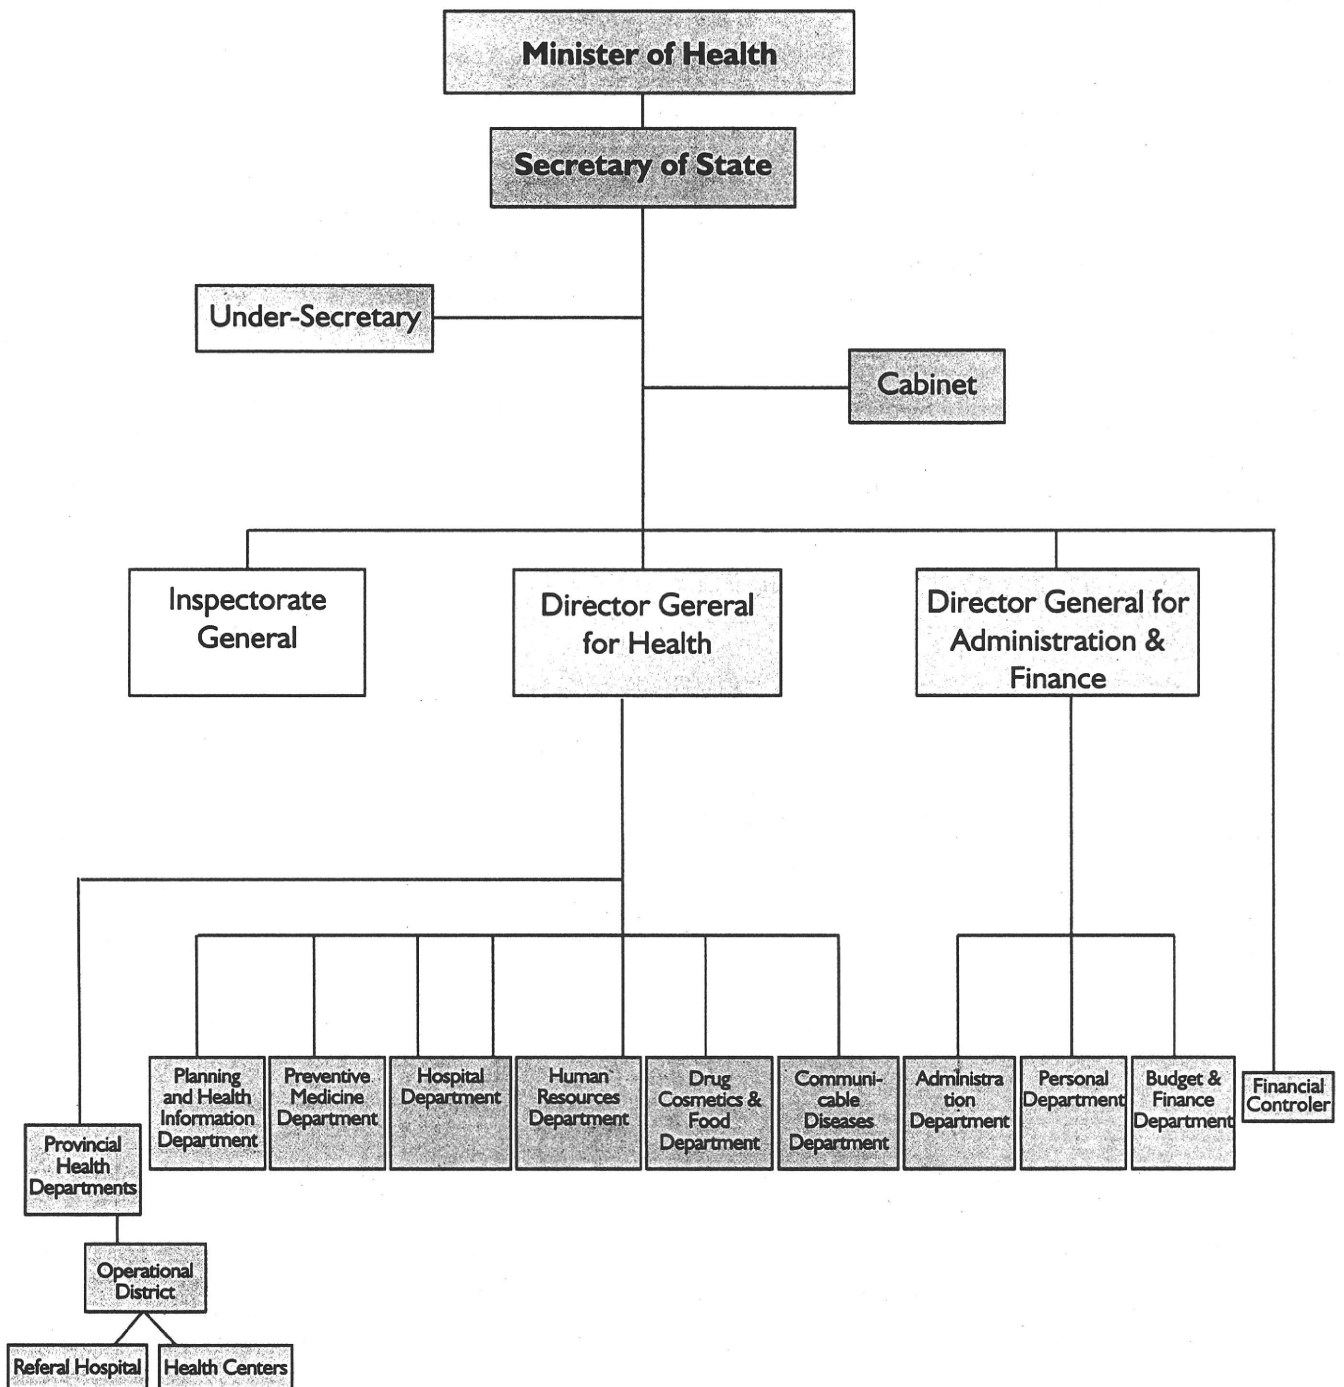 Minister of Health
Secretary of State
Under-Secretary
Cabinet
Inspectorate
General
Director Gereral
for Health
Director General for
Administration &
Finance
Planning
and Health
Information
Department
Preventive
Medicine
Department
Hospital
Department
Human
Resources
Department
Drug
Cosmetics &
Food
Department
Communi-
cable
Diseases
Department
Administra
tion
Department
Personal
Department
Budget &
Finance
Department
Financial
Controler
Provincial
Health
Departments
Operational
District
Referal Hospital
Health Centers